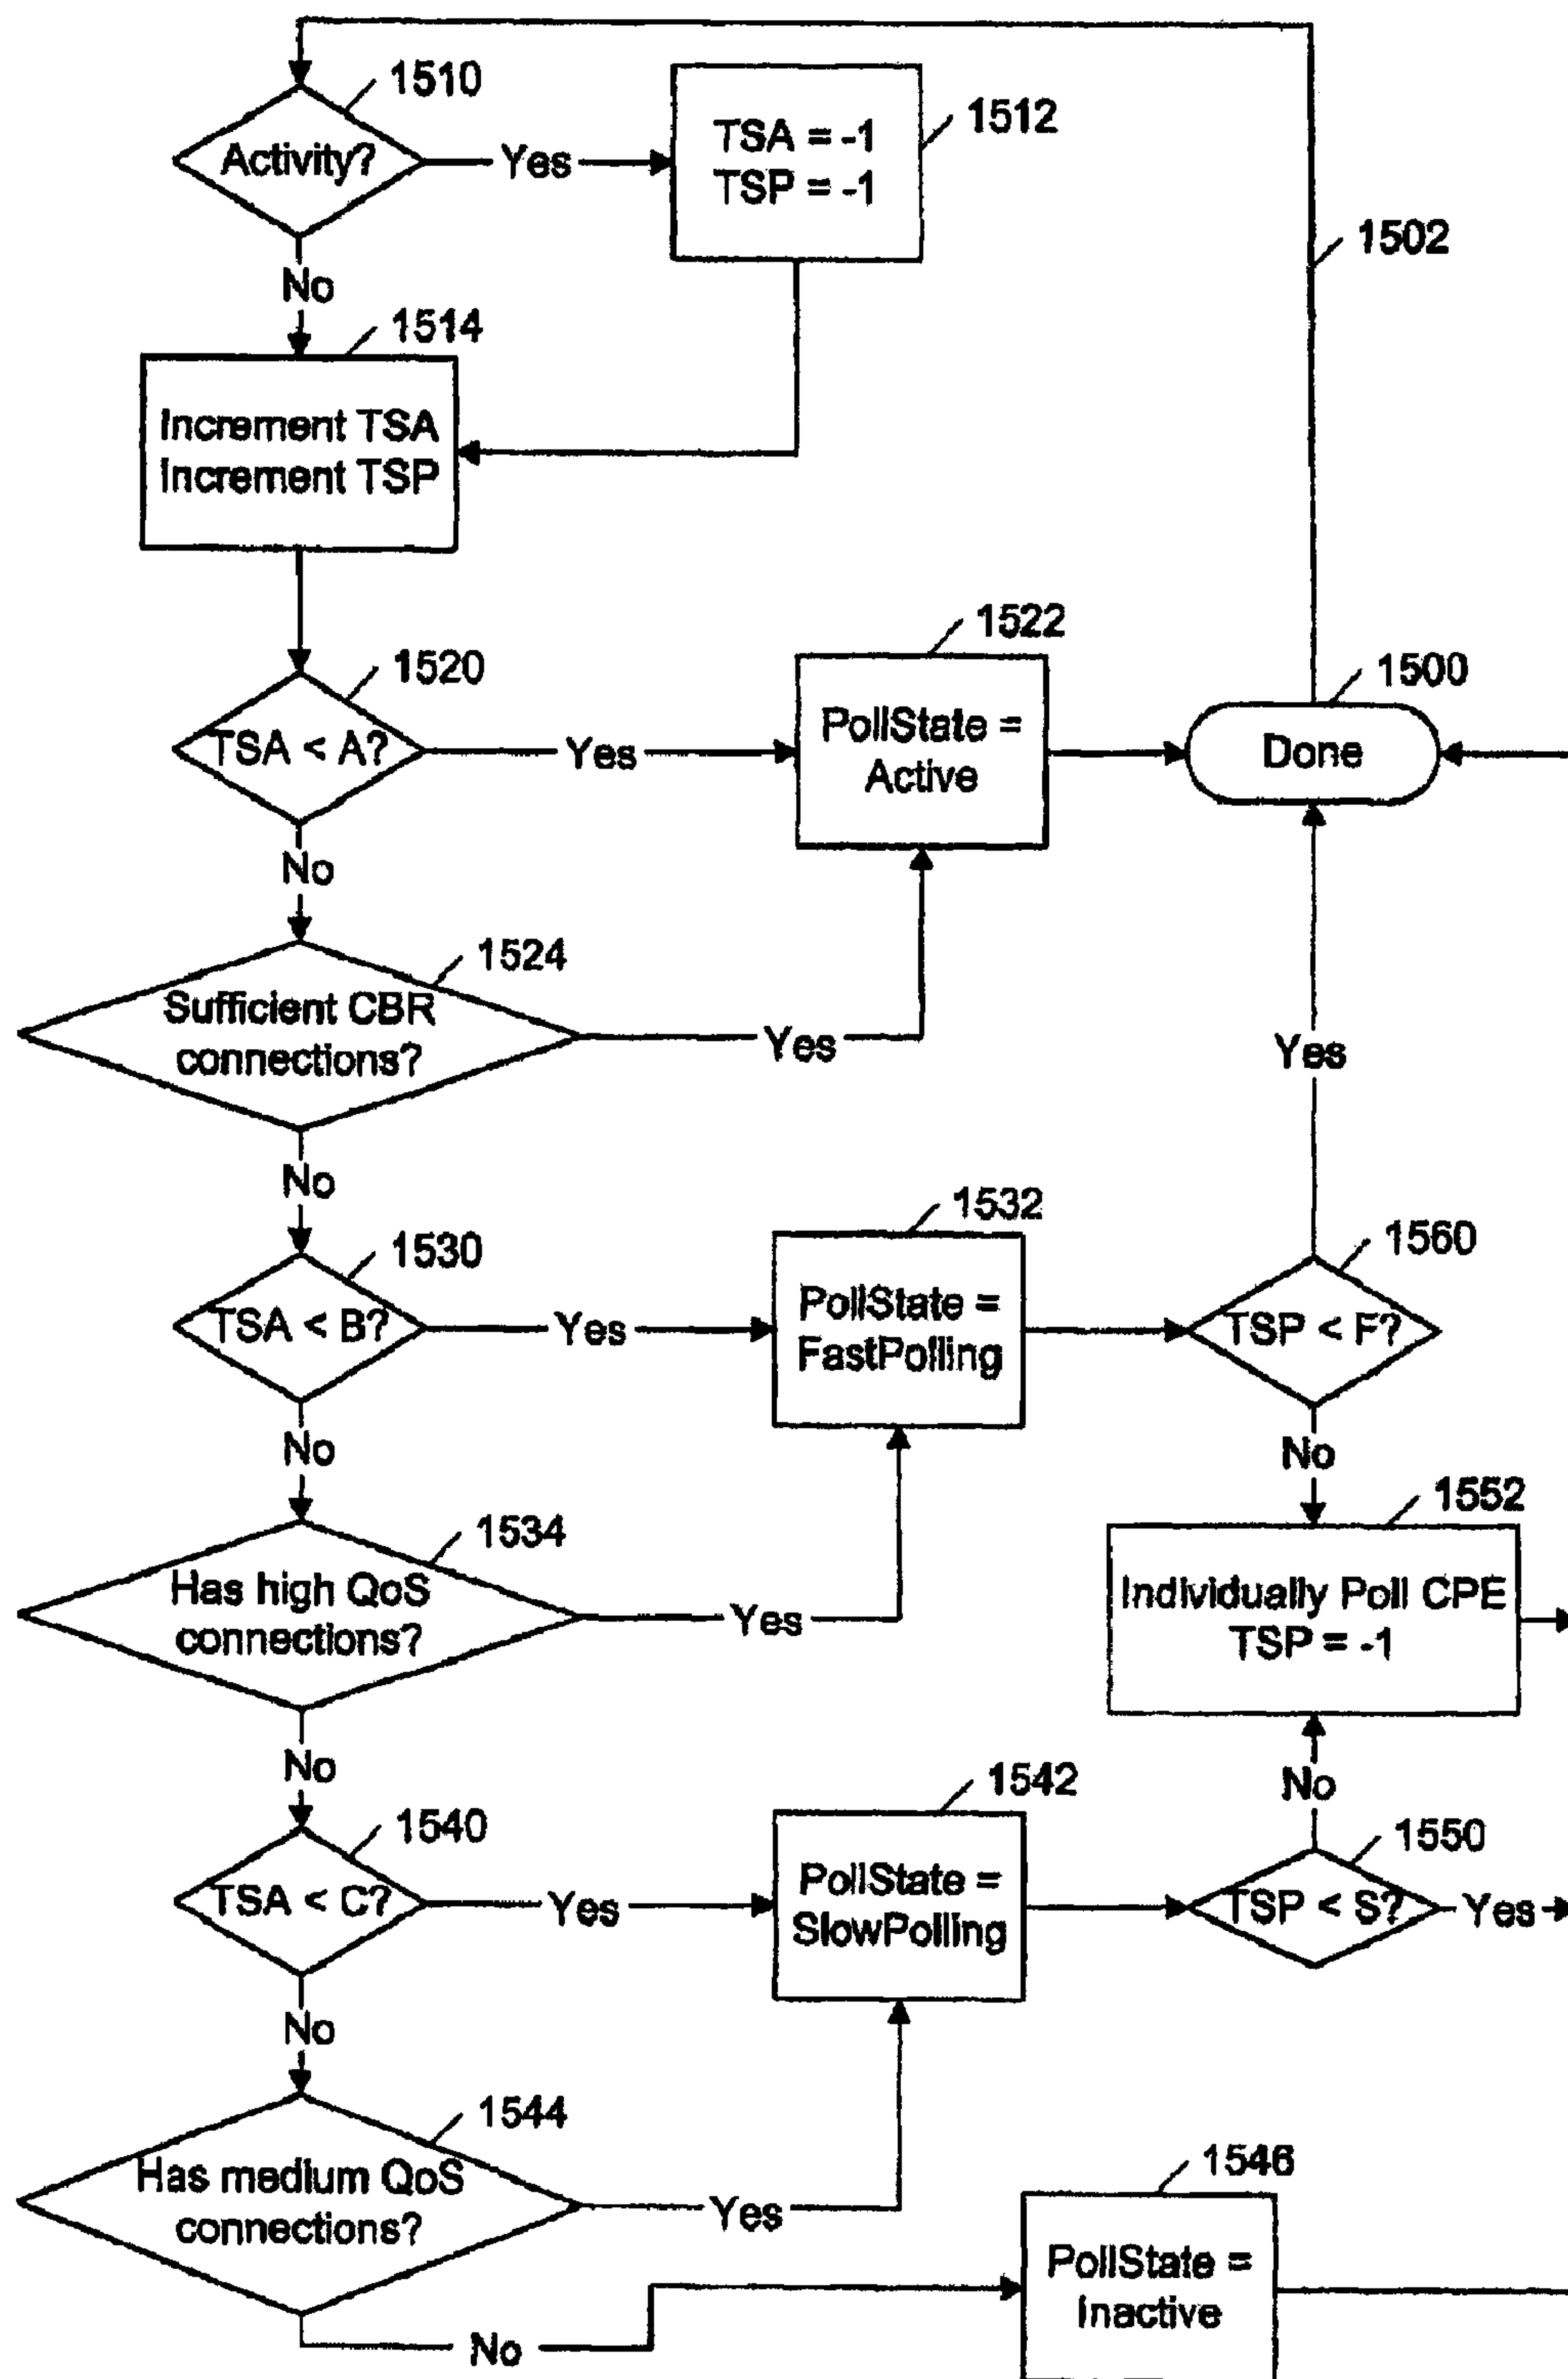 1510
Activity?
Yes
TSA = -1
TSP = -1
1512
1502
No
1514
Increment TSA
Increment TSP
1520
TSA < A?
Yes
1522
PollState =
Active
1500
Done
No
1524
Sufficient CBR
connections?
Yes
Yes
No
1530
TSA < B?
Yes
1532
PollState =
FastPolling
1560
TSP < F?
No
No
1534
Has high QoS
connections?
Yes
1552
Individually Poll CPE
TSP = -1
No
No
1540
TSA < C?
Yes
1542
PollState =
SlowPolling
1550
TSP < S?
Yes
No
1544
Has medium QoS
connections?
Yes
1546
PollState =
Inactive
No